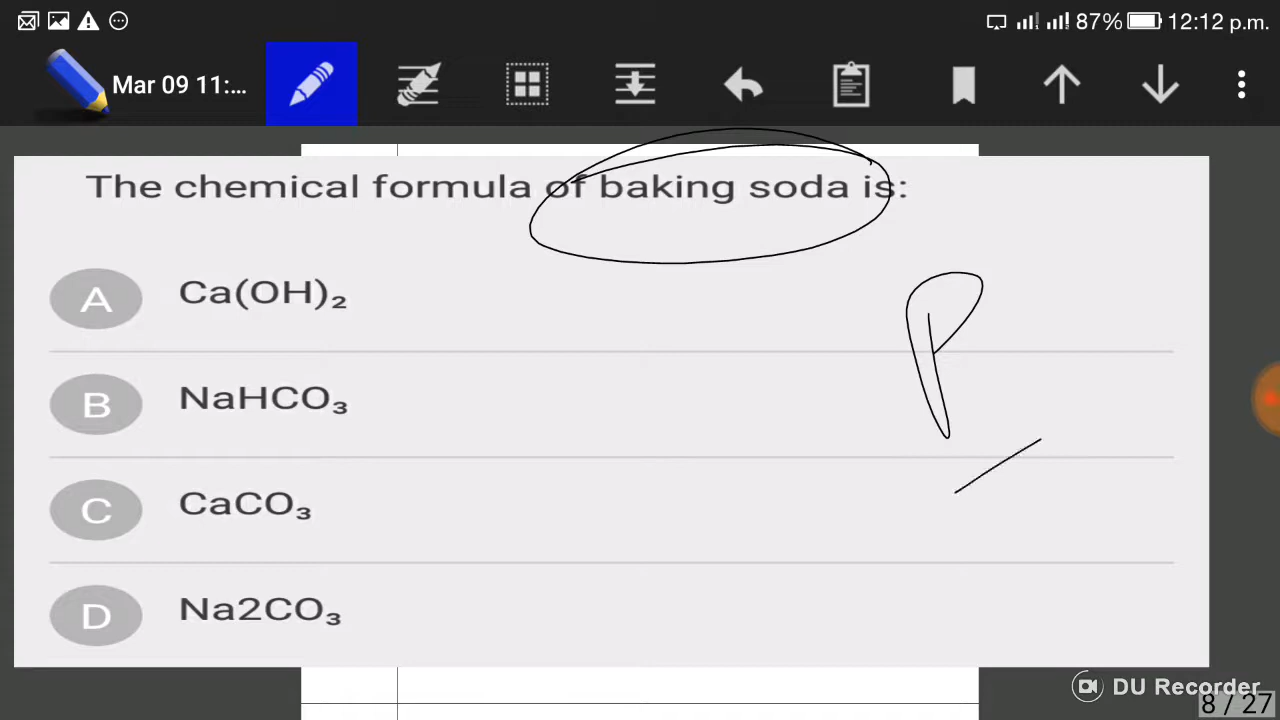 87% 12:12 p.m.
Mar 09 11:...
The chemical formula of baking soda is:
A Ca(OH)₂
B NaHCO₃
P
C CaCO₃
D Na2CO₃
DU Recorder
8 / 27